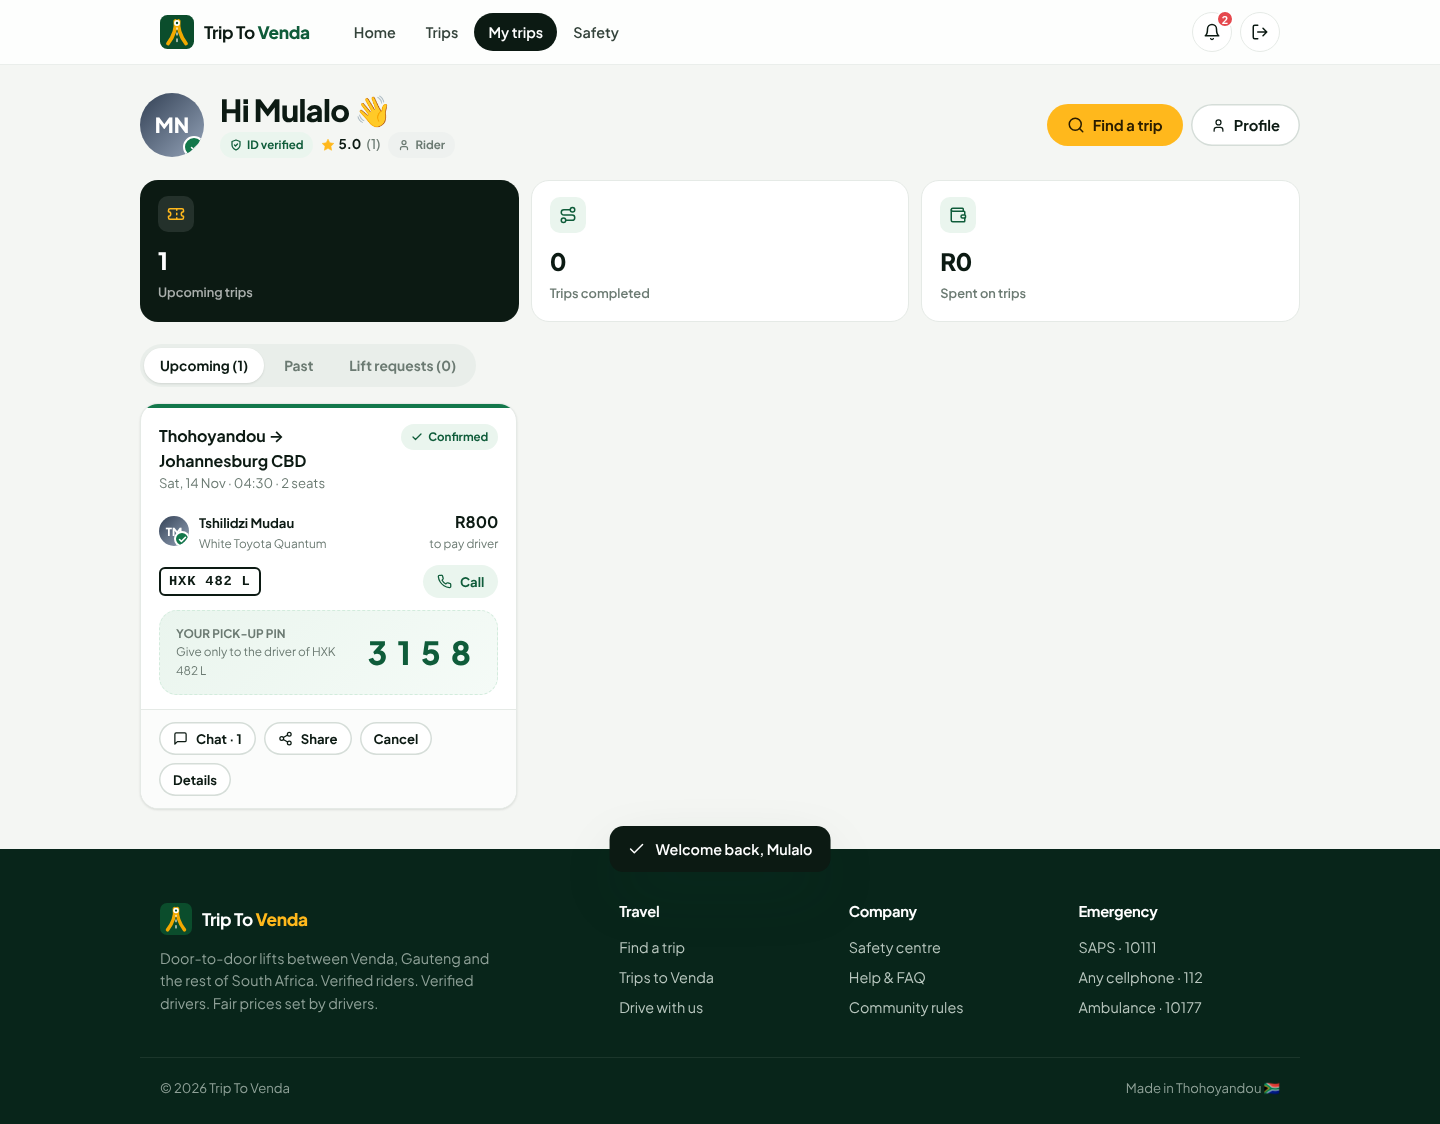 Trip To Venda
Home
Trips
My trips
Safety
2
MN
Hi Mulalo 👋
ID verified
5.0 (1)
Rider
Find a trip
Profile
1
Upcoming trips
0
Trips completed
R0
Spent on trips
Upcoming (1)
Past
Lift requests (0)
Thohoyandou →
Johannesburg CBD
Confirmed
Sat, 14 Nov · 04:30 · 2 seats
TM
Tshilidzi Mudau
White Toyota Quantum
R800
to pay driver
HXK 482 L
Call
YOUR PICK-UP PIN
Give only to the driver of HXK
482 L
3158
Chat · 1
Share
Cancel
Details
Welcome back, Mulalo
Trip To Venda
Door-to-door lifts between Venda, Gauteng and
the rest of South Africa. Verified riders. Verified
drivers. Fair prices set by drivers.
Travel
Find a trip
Trips to Venda
Drive with us
Company
Safety centre
Help & FAQ
Community rules
Emergency
SAPS · 10111
Any cellphone · 112
Ambulance · 10177
© 2026 Trip To Venda
Made in Thohoyandou 🇿🇦